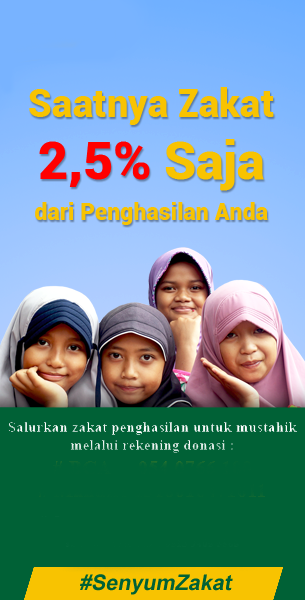 Saatnya Zakat
2,5% Saja
dari Penghasilan Anda
Salurkan zakat penghasilan untuk mustahik
melalui rekening donasi :
#SenyumZakat